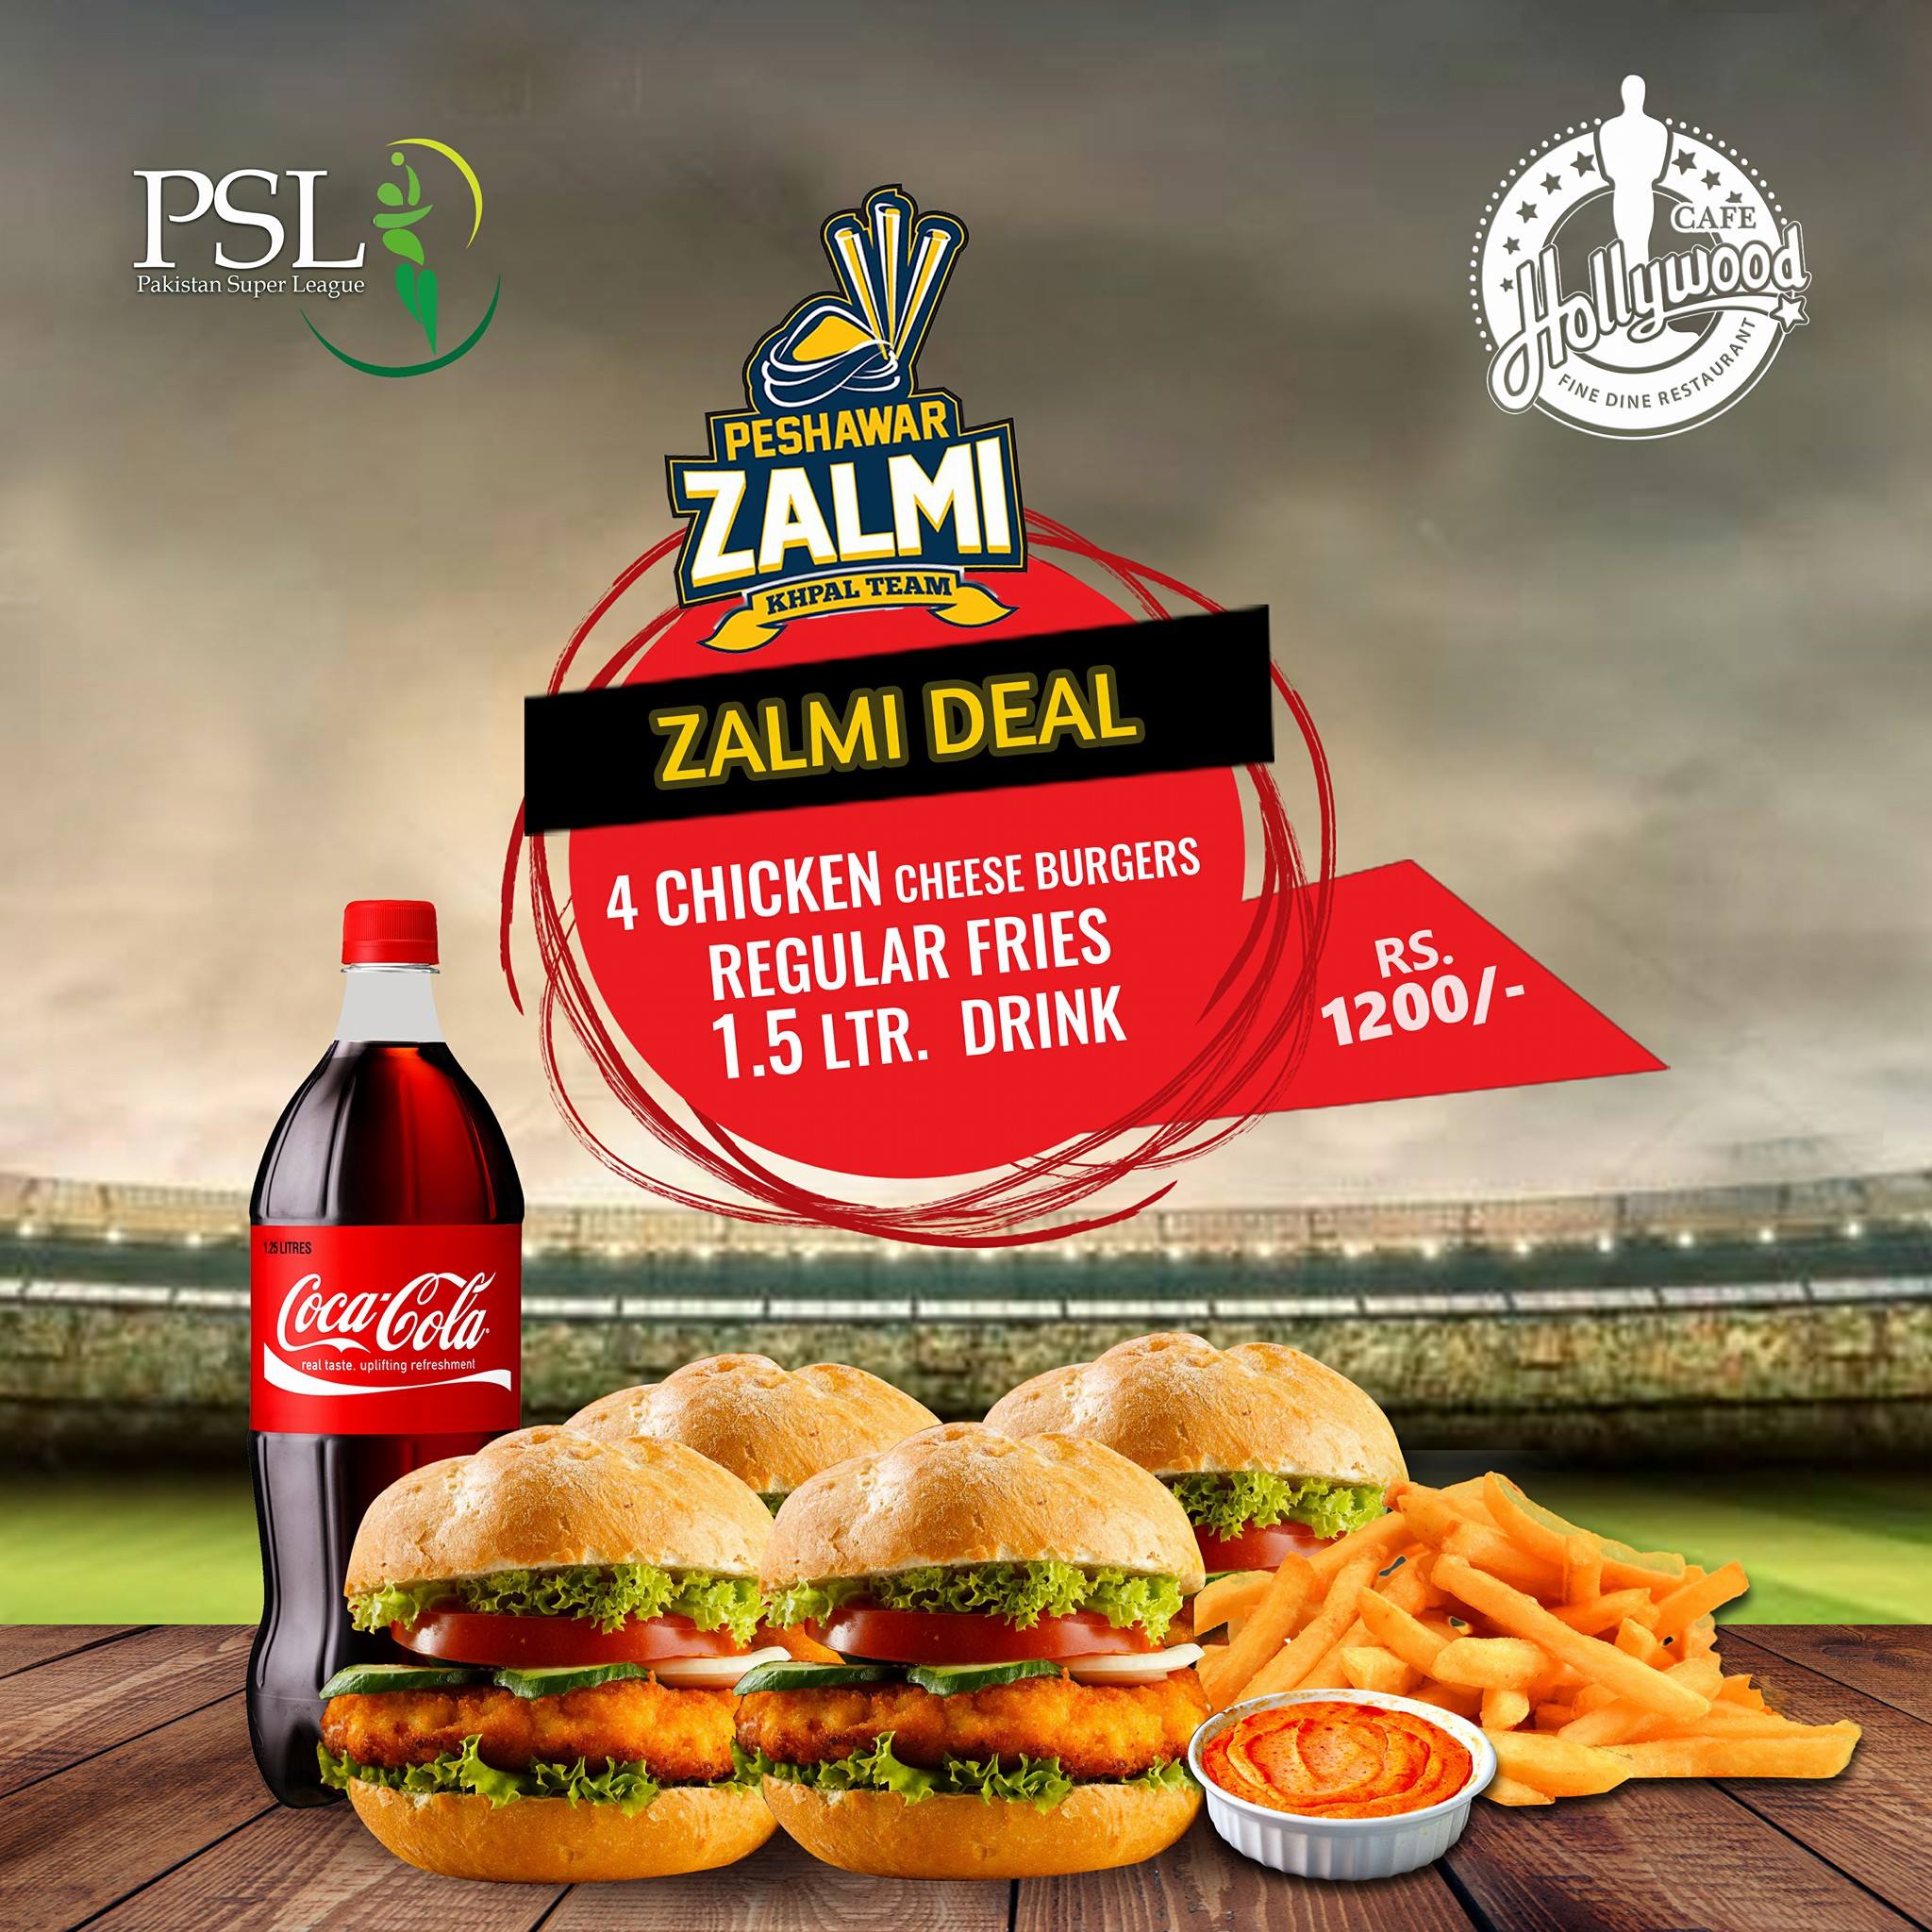 PSL
Pakistan Super League
CAFE
Hollywood
FINE DINE RESTAURANT
PESHAWAR
ZALMI
KHPAL TEAM
ZALMI DEAL
4 CHICKEN CHEESE BURGERS
REGULAR FRIES
1.5 LTR. DRINK
RS.
1200/-
1.25 LITRES
Coca-Cola
real taste. uplifting refreshment